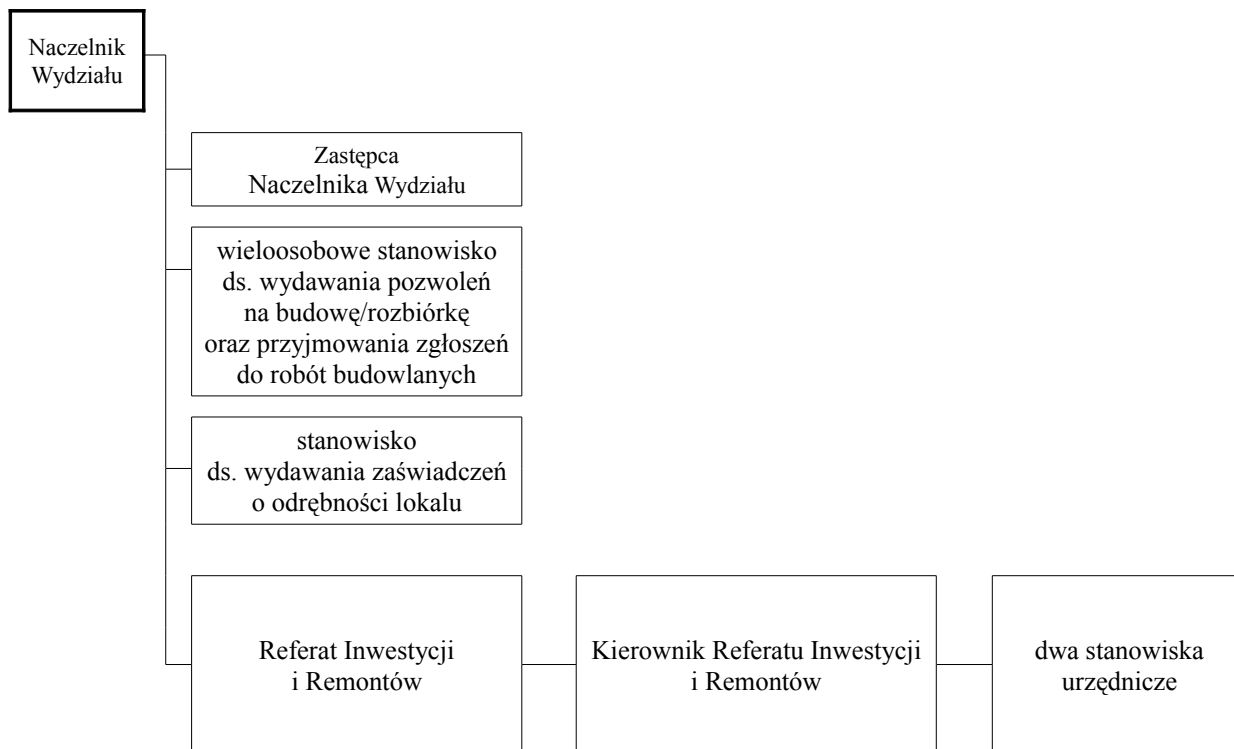 Naczelnik
Wydziału
Zastępca
Naczelnika Wydziału
wieloosobowe stanowisko
ds. wydawania pozwoleń
na budowę/rozbiórkę
oraz przyjmowania zgłoszeń
do robót budowlanych
stanowisko
ds. wydawania zaświadczeń
o odrębności lokalu
Referat Inwestycji
i Remontów
Kierownik Referatu Inwestycji
i Remontów
dwa stanowiska
urzędnicze